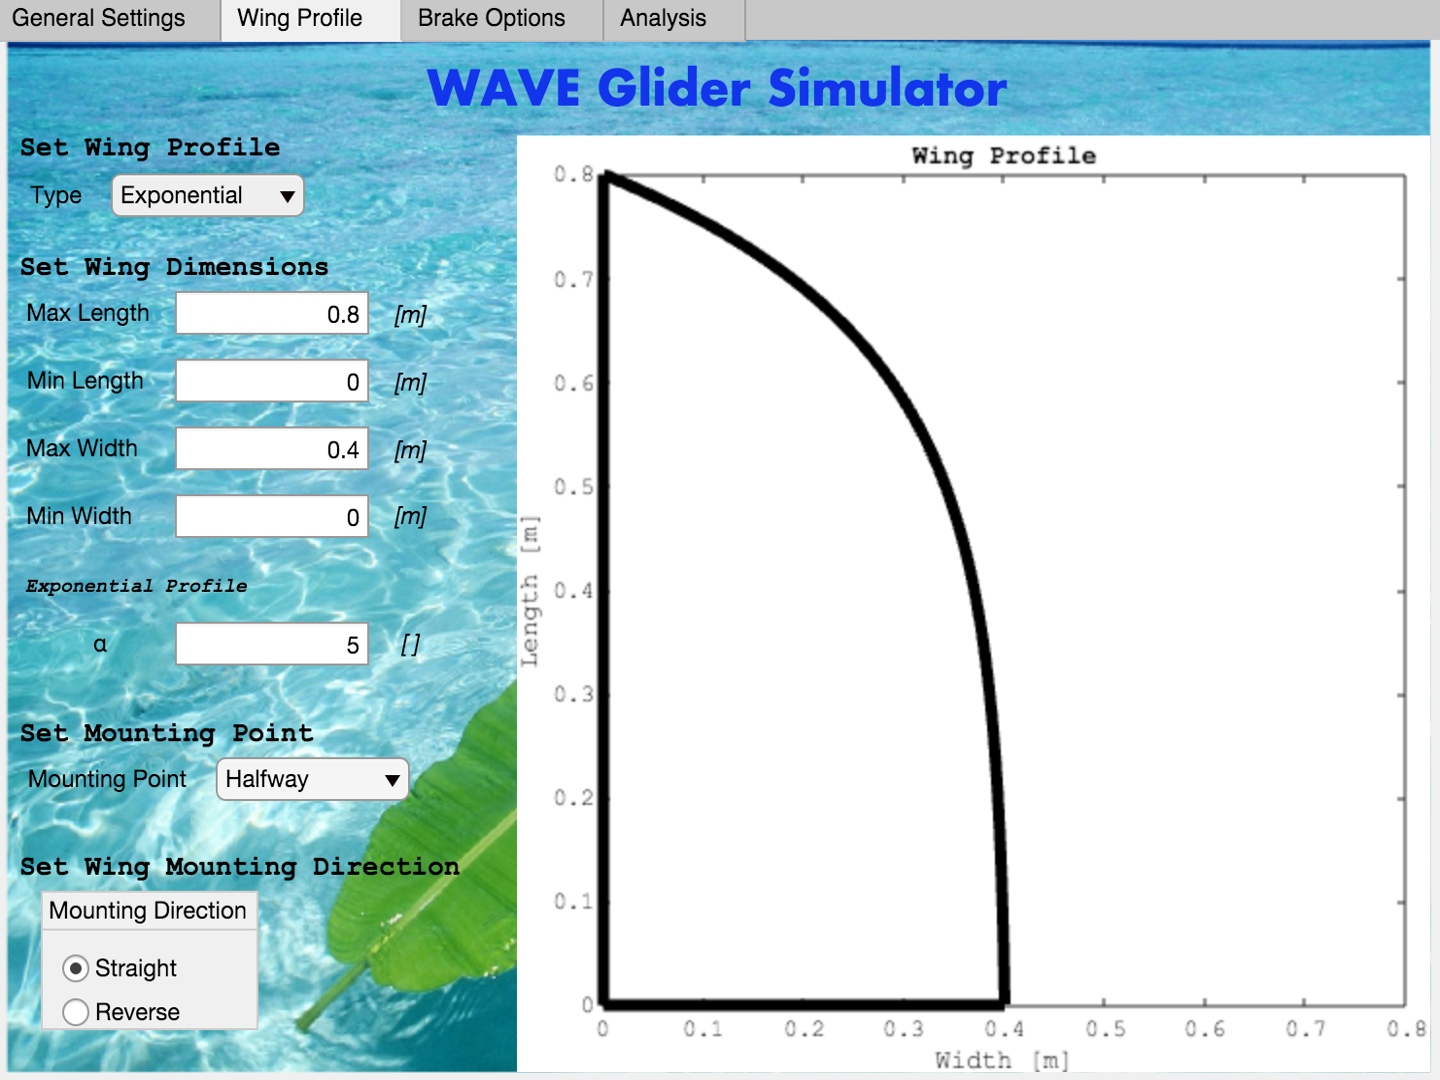 General Settings
Wing Profile
Brake Options
Analysis
WAVE Glider Simulator
Set Wing Profile
Type
Exponential
Set Wing Dimensions
Max Length
0.8
[m]
Min Length
0
[m]
Max Width
0.4
[m]
Min Width
0
[m]
Exponential Profile
α
5
[]
Set Mounting Point
Mounting Point
Halfway
Set Wing Mounting Direction
Mounting Direction
Straight
Reverse
Wing Profile
0.8
0.7
0.6
0.5
0.4
0.3
0.2
0.1
0
Length [m]
0
0.1
0.2
0.3
0.4
0.5
0.6
0.7
0.8
Width [m]